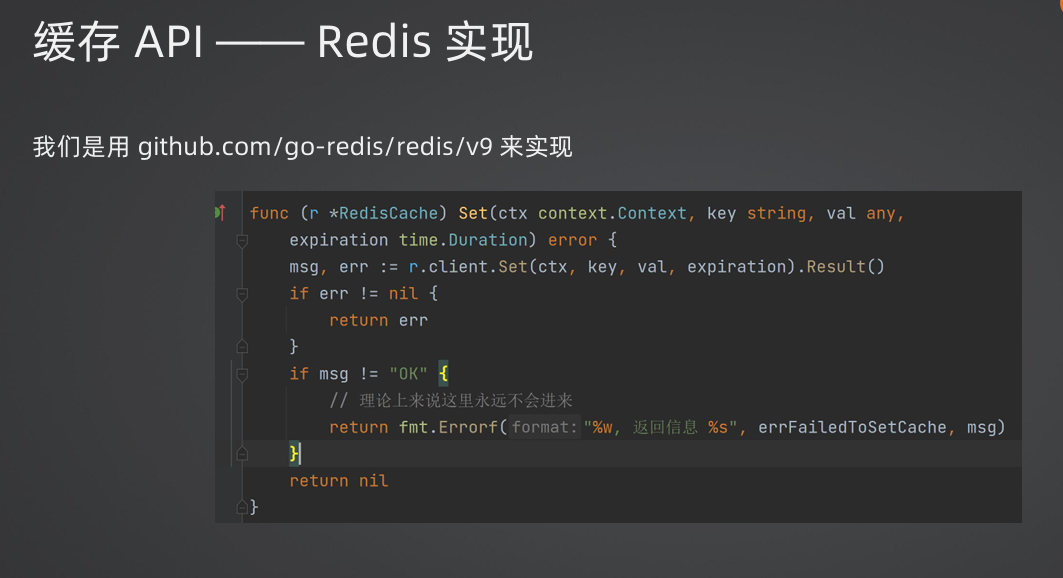 缓存 API —— Redis 实现
我们是用 github.com/go-redis/redis/v9 来实现
func (r *RedisCache) Set(ctx context.Context, key string, val any,
expiration time.Duration) error {
msg, err := r.client.Set(ctx, key, val, expiration).Result()
if err != nil {
return err
}
if msg != "OK" {
// 理论上来说这里永远不会进来
return fmt.Errorf( format: "%w, 返回信息 %s", errFailedToSetCache, msg)
}
return nil
}